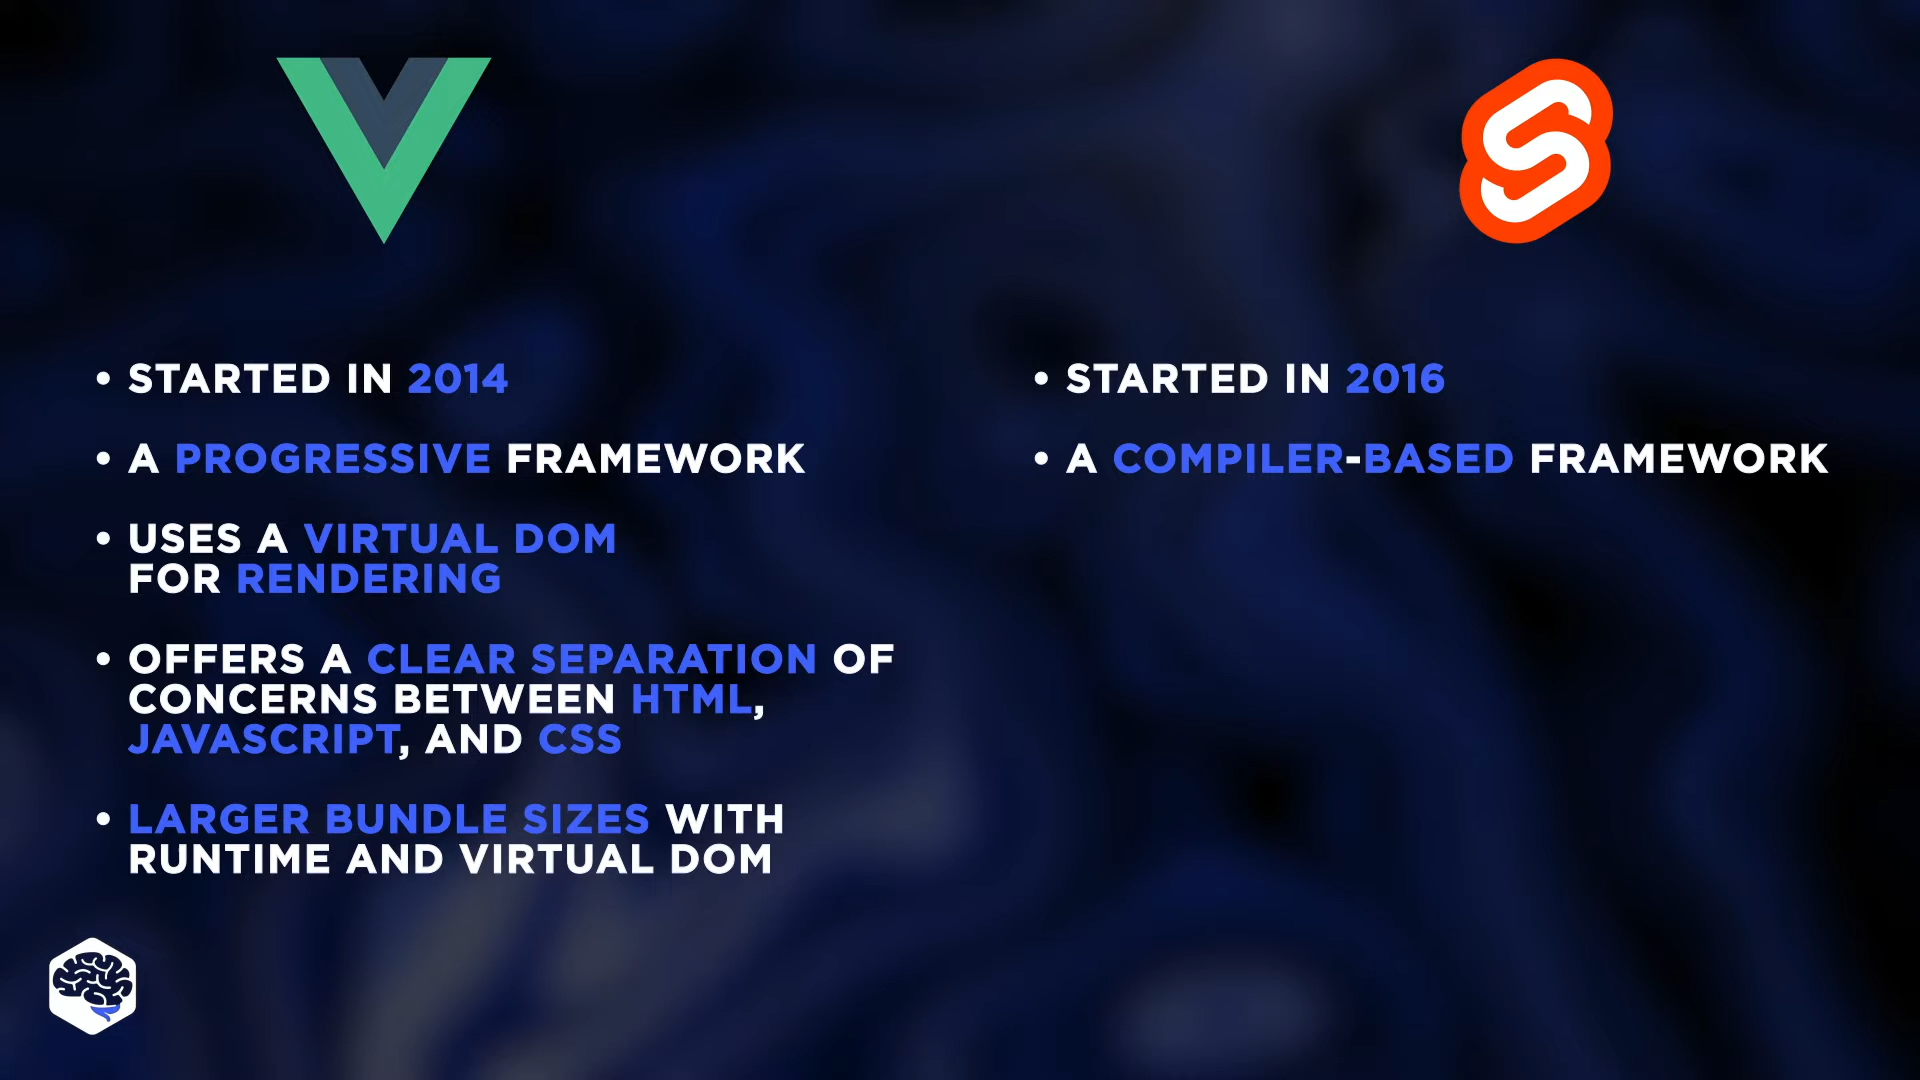 • STARTED IN 2014
• A PROGRESSIVE FRAMEWORK
• USES A VIRTUAL DOM
FOR RENDERING
• OFFERS A CLEAR SEPARATION OF
CONCERNS BETWEEN HTML,
JAVASCRIPT, AND CSS
• LARGER BUNDLE SIZES WITH
RUNTIME AND VIRTUAL DOM
• STARTED IN 2016
• A COMPILER-BASED FRAMEWORK